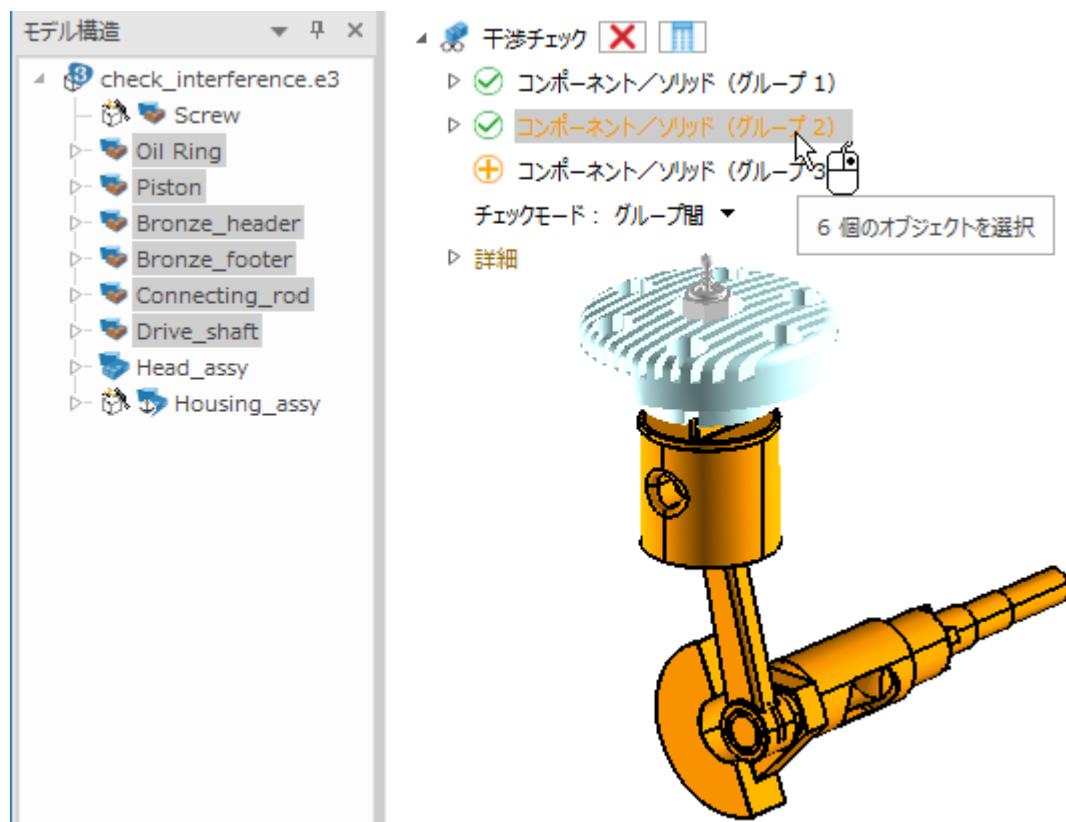 モデル構造
check_interference.e3
Screw
Oil Ring
Piston
Bronze_header
Bronze_footer
Connecting_rod
Drive_shaft
Head_assy
Housing_assy
干渉チェック
コンポーネント/ソリッド (グループ 1)
コンポーネント/ソリッド (グループ 2)
コンポーネント/ソリッド (グループ 3
チェックモード: グループ間
6 個のオブジェクトを選択
詳細